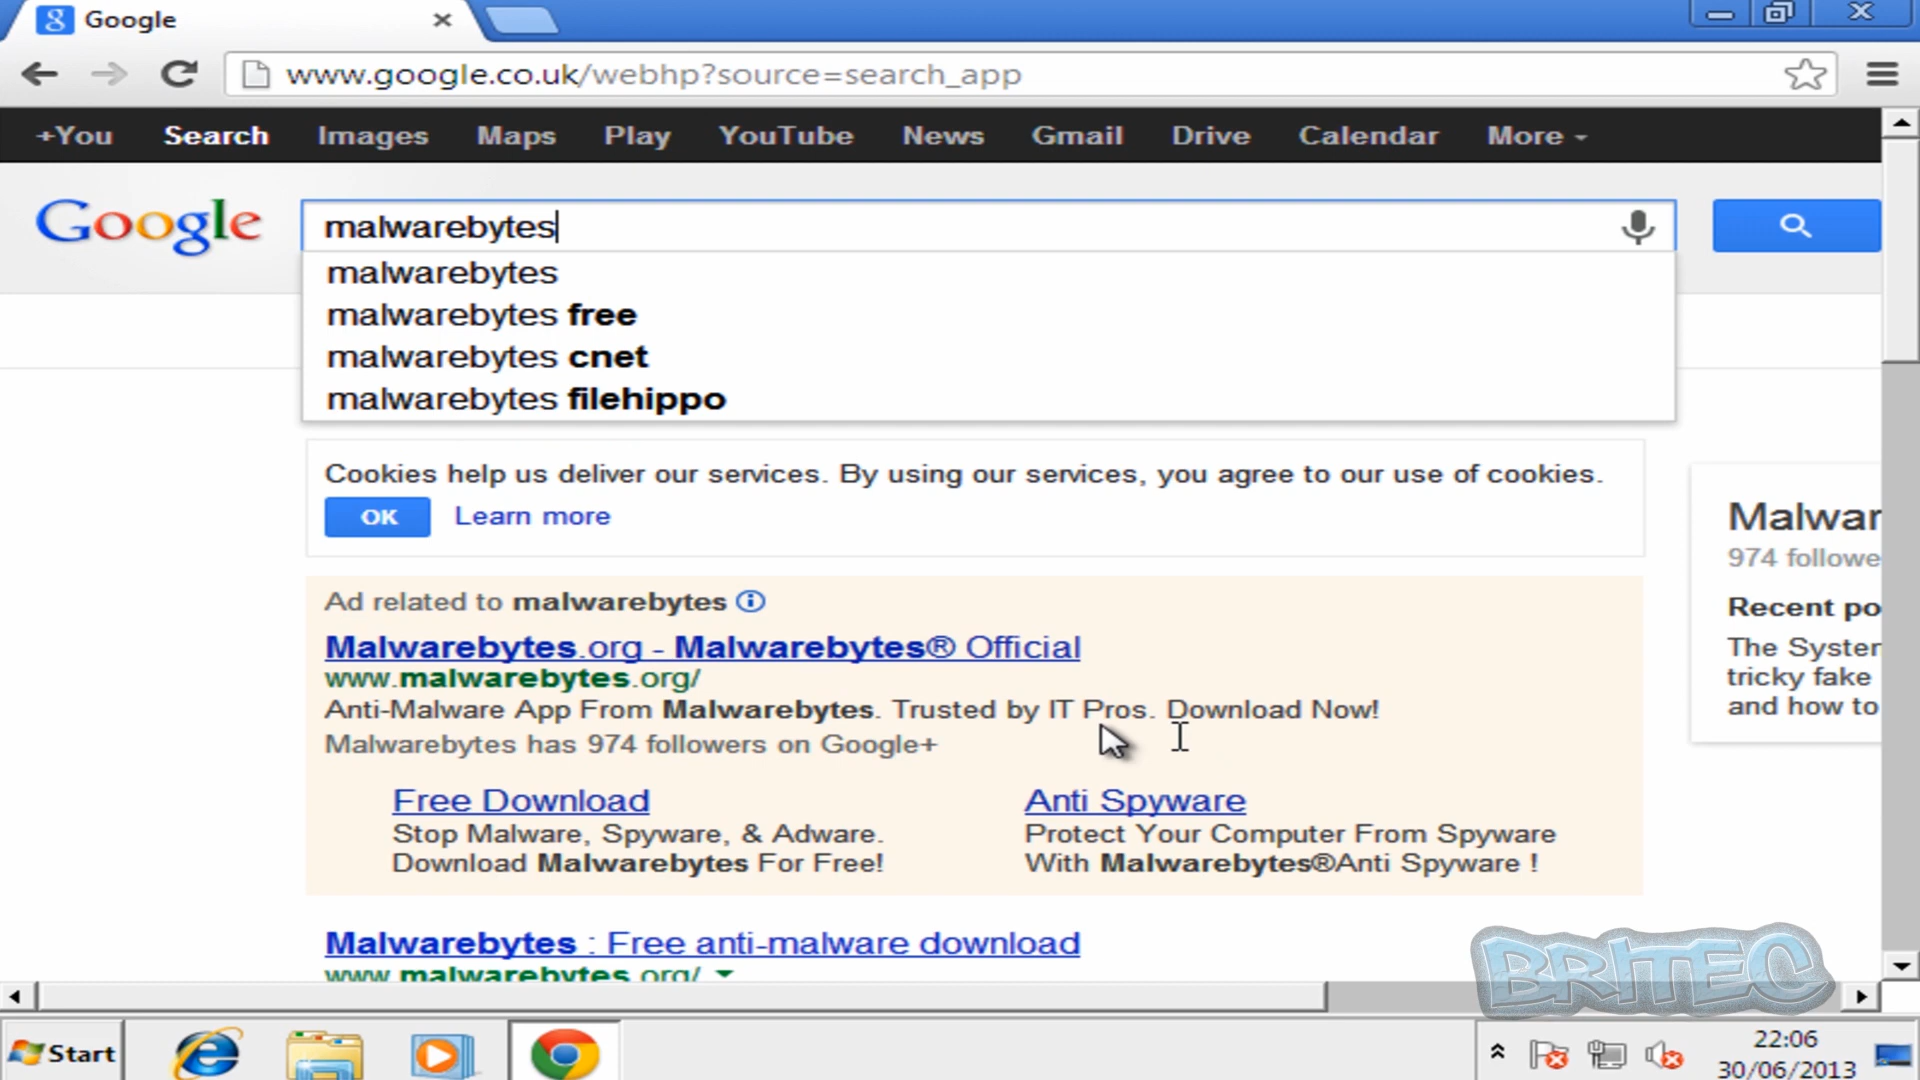 Google
www.google.co.uk/webhp?source=search_app
+You Search Images Maps Play YouTube News Gmail Drive Calendar More
Google malwarebytes
malwarebytes
malwarebytes free
malwarebytes cnet
malwarebytes filehippo
Cookies help us deliver our services. By using our services, you agree to our use of cookies.
OK Learn more
Malwar
974 followe
Recent po
The System
tricky fake
and how to
Ad related to malwarebytes
Malwarebytes.org - Malwarebytes® Official
www.malwarebytes.org/
Anti-Malware App From Malwarebytes. Trusted by IT Pros. Download Now!
Malwarebytes has 974 followers on Google+
Free Download
Stop Malware, Spyware, & Adware.
Download Malwarebytes For Free!
Anti Spyware
Protect Your Computer From Spyware
With Malwarebytes®Anti Spyware !
Malwarebytes : Free anti-malware download
www.malwarebytes.org/
BRITEC
Start
22:06
30/06/2013